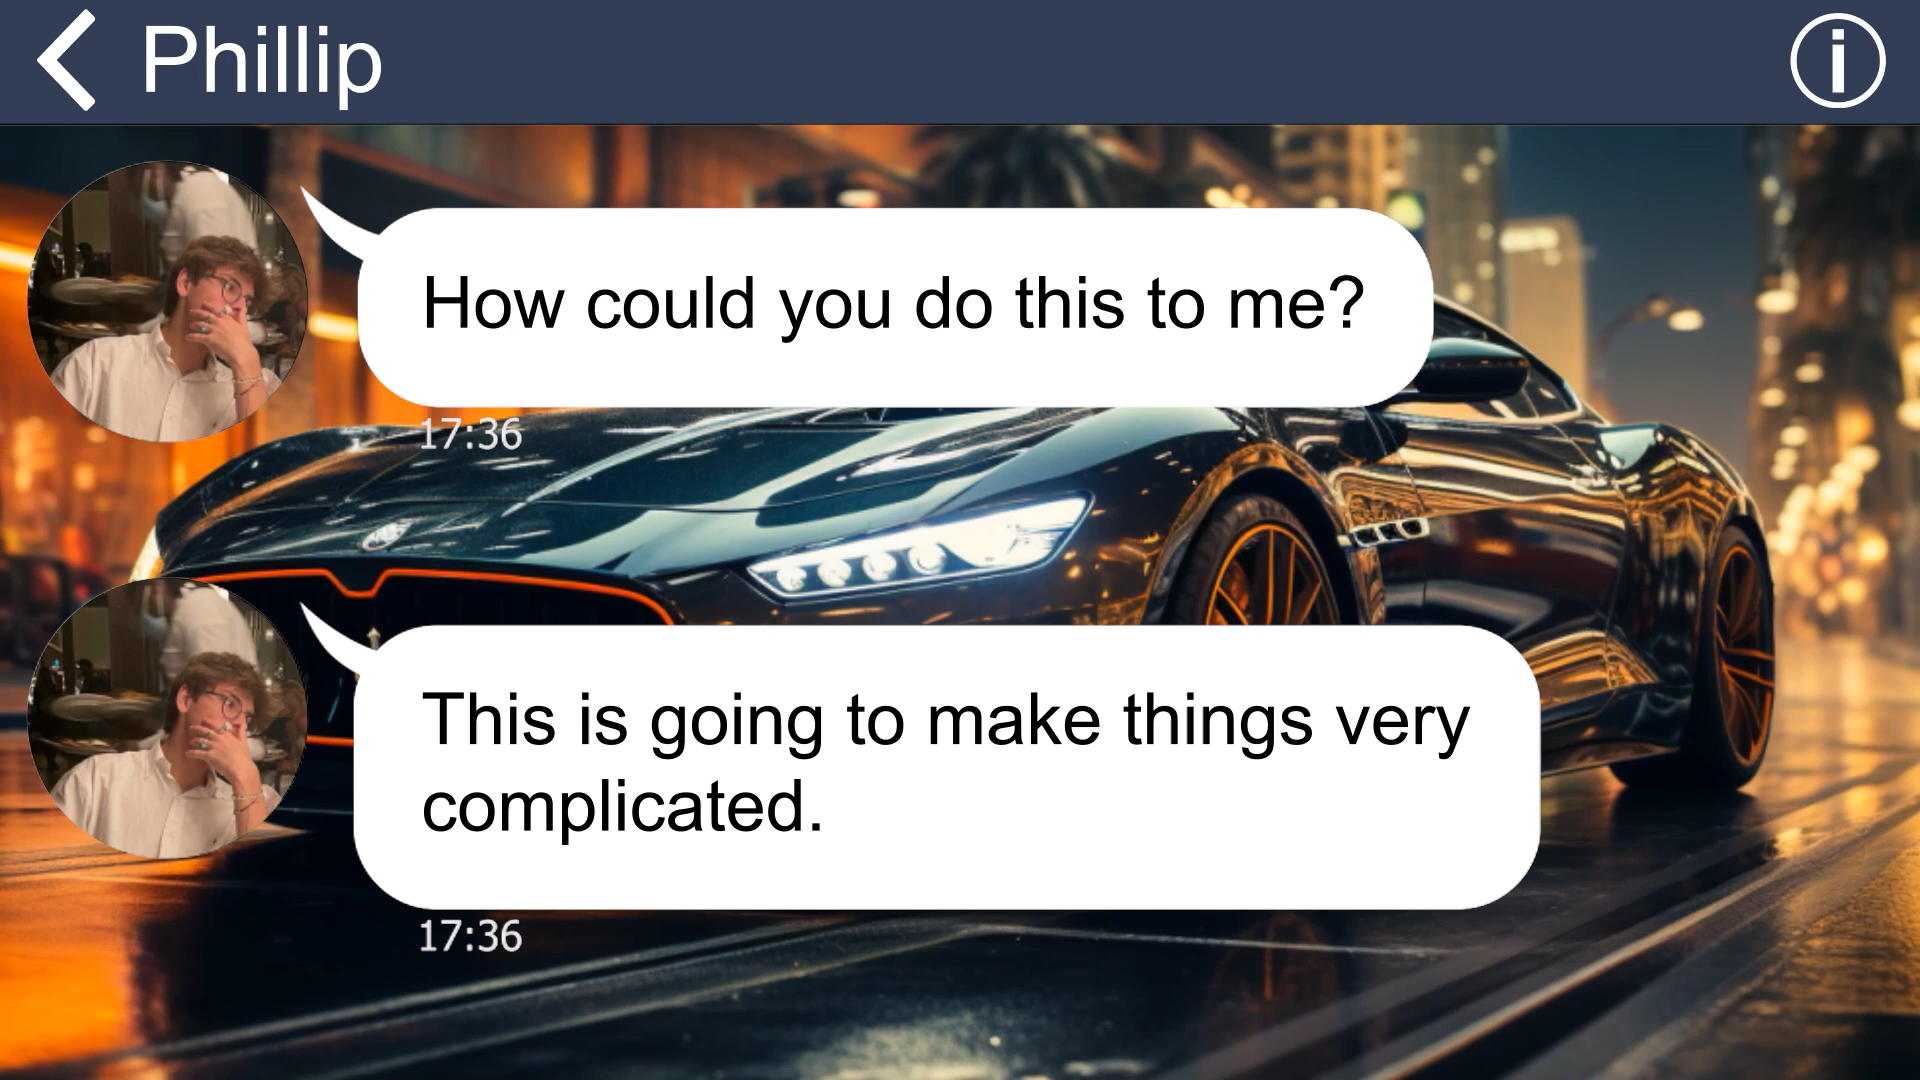 Phillip
How could you do this to me?
17:36
This is going to make things very
complicated.
17:36